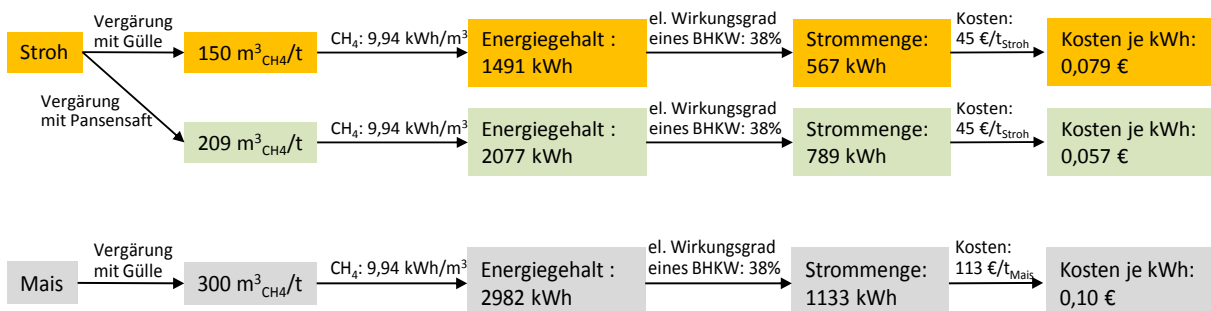 Stroh
Vergärung
mit Gülle
150 m³CH4/t
CH₄: 9,94 kWh/m³
Energiegehalt :
1491 kWh
el. Wirkungsgrad
eines BHKW: 38%
Strommenge:
567 kWh
Kosten:
45 €/tStroh
Kosten je kWh:
0,079 €
Vergärung
mit Pansensaft
209 m³CH4/t
CH₄: 9,94 kWh/m³
Energiegehalt :
2077 kWh
el. Wirkungsgrad
eines BHKW: 38%
Strommenge:
789 kWh
Kosten:
45 €/tStroh
Kosten je kWh:
0,057 €
Mais
Vergärung
mit Gülle
300 m³CH4/t
CH₄: 9,94 kWh/m³
Energiegehalt :
2982 kWh
el. Wirkungsgrad
eines BHKW: 38%
Strommenge:
1133 kWh
Kosten:
113 €/tMais
Kosten je kWh:
0,10 €